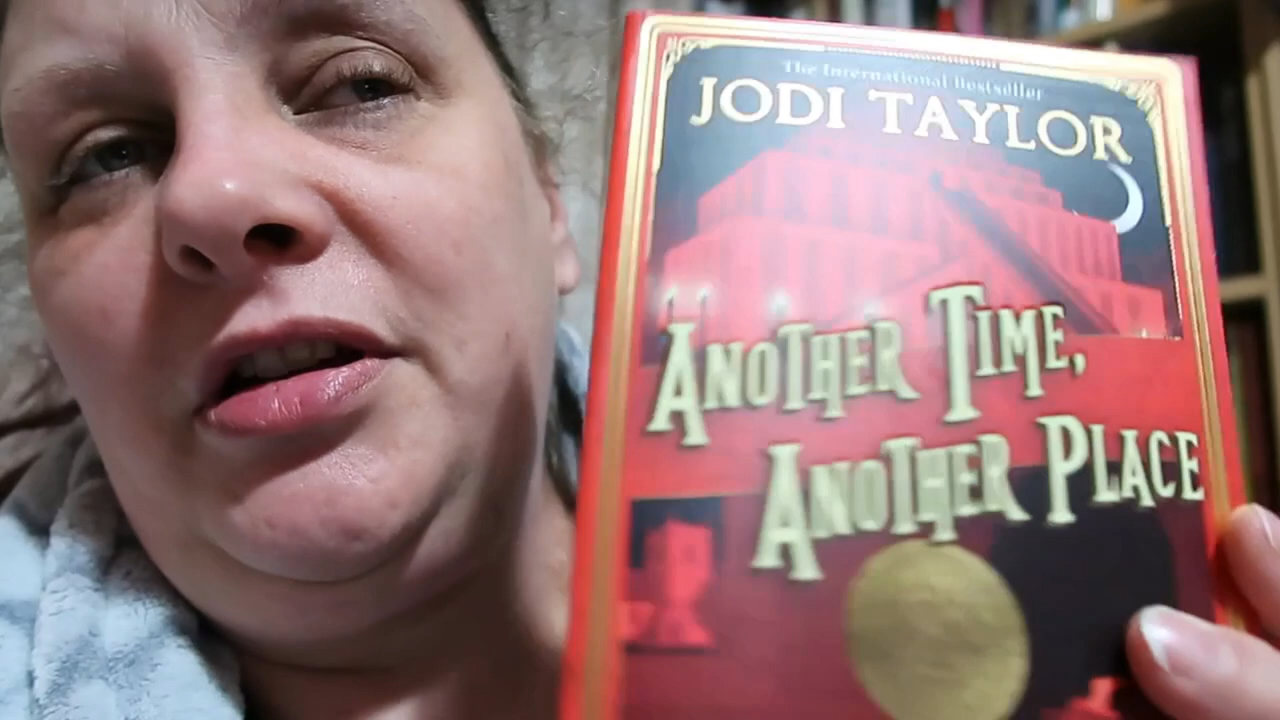 The International Bestseller
JODI TAYLOR
ANOTHER TIME,
ANOTHER PLACE